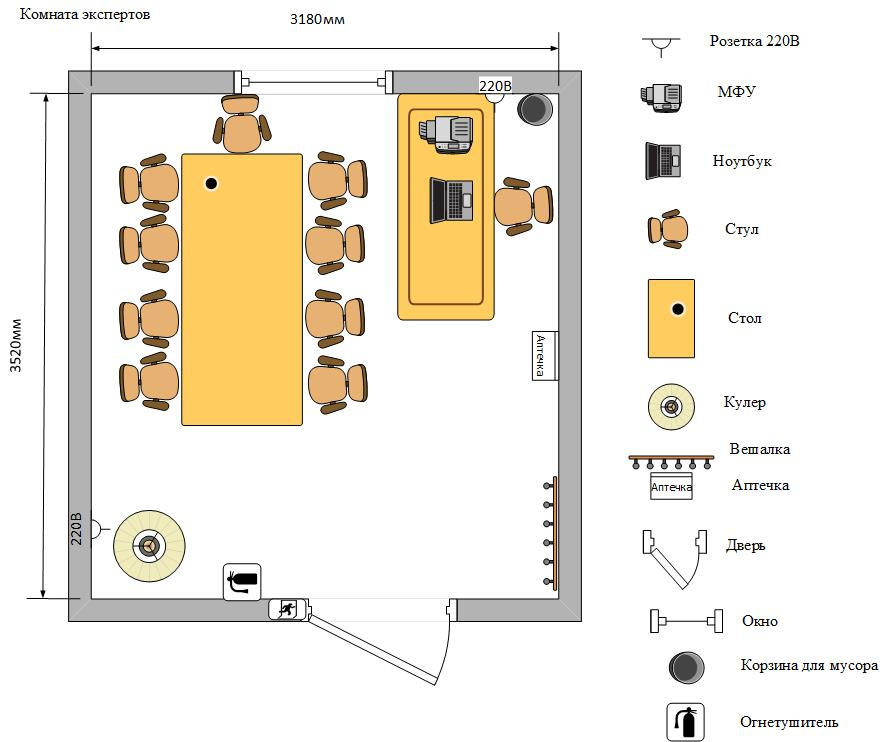 Комната экспертов
3180мм
220В
3520мм
Аптечка
220В
Розетка 220В
МФУ
Ноутбук
Стул
Стол
Кулер
Вешалка
Аптечка
Аптечка
Дверь
Окно
Корзина для мусора
Огнетушитель